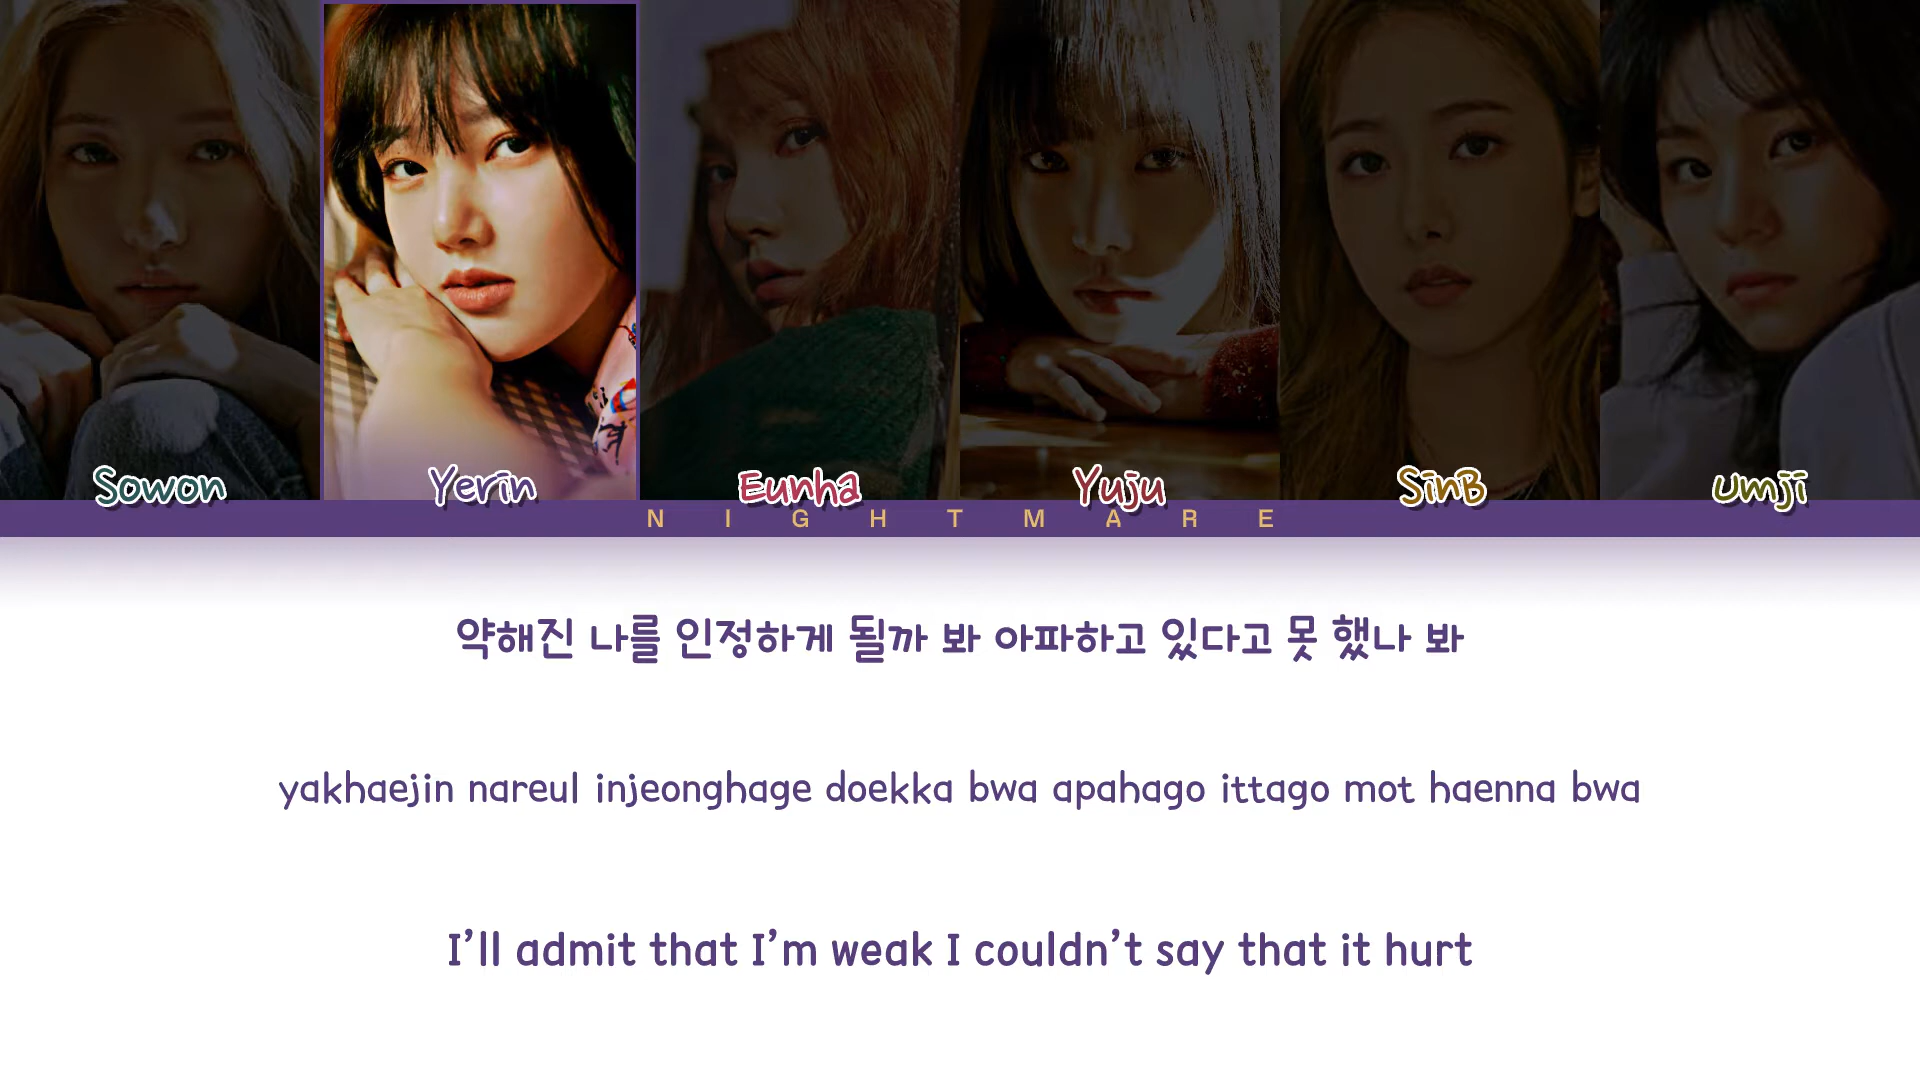 Sowon Yerin Eunha Yuju SinB Umji
NIGHTMARE
약해진 나를 인정하게 될까 봐 아파하고 있다고 못 했나 봐
yakhaejin nareul injeonghage doekka bwa apahago ittago mot haenna bwa
I’ll admit that I’m weak I couldn’t say that it hurt